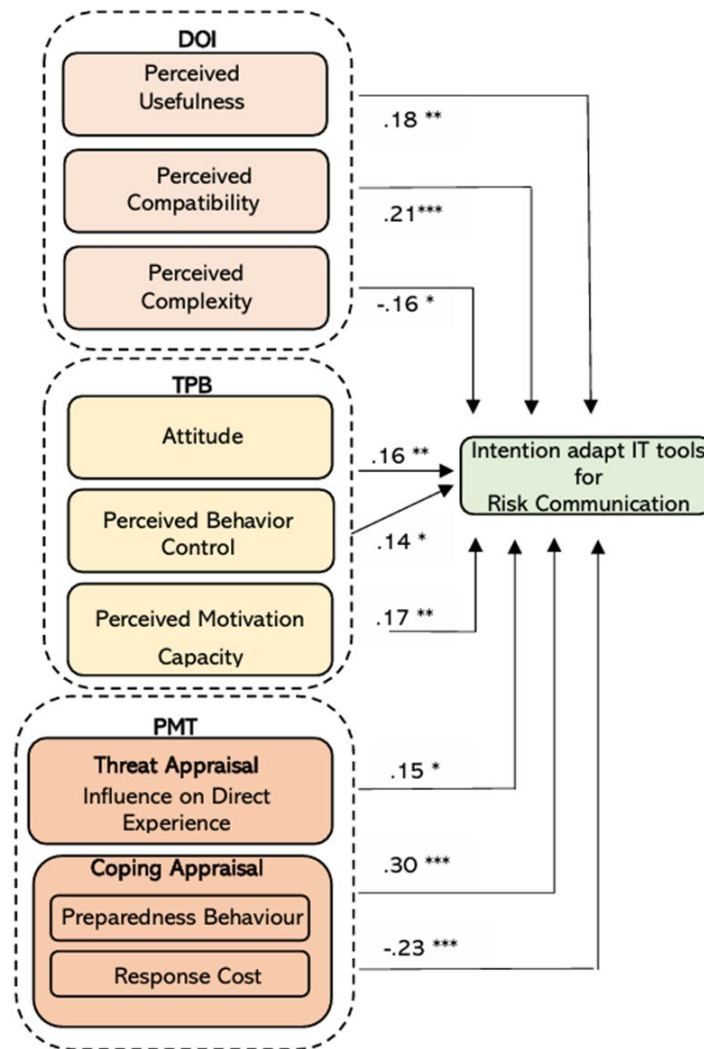 DOI
Perceived
Usefulness
.18 **
Perceived
Compatibility
.21***
Perceived
Complexity
-.16 *
TPB
Attitude
.16 **
Intention adapt IT tools
for
Risk Communication
Perceived Behavior
Control
.14 *
Perceived Motivation
Capacity
.17 **
PMT
Threat Appraisal
Influence on Direct
Experience
.15 *
Coping Appraisal
.30 ***
Preparedness Behaviour
Response Cost
-.23 ***